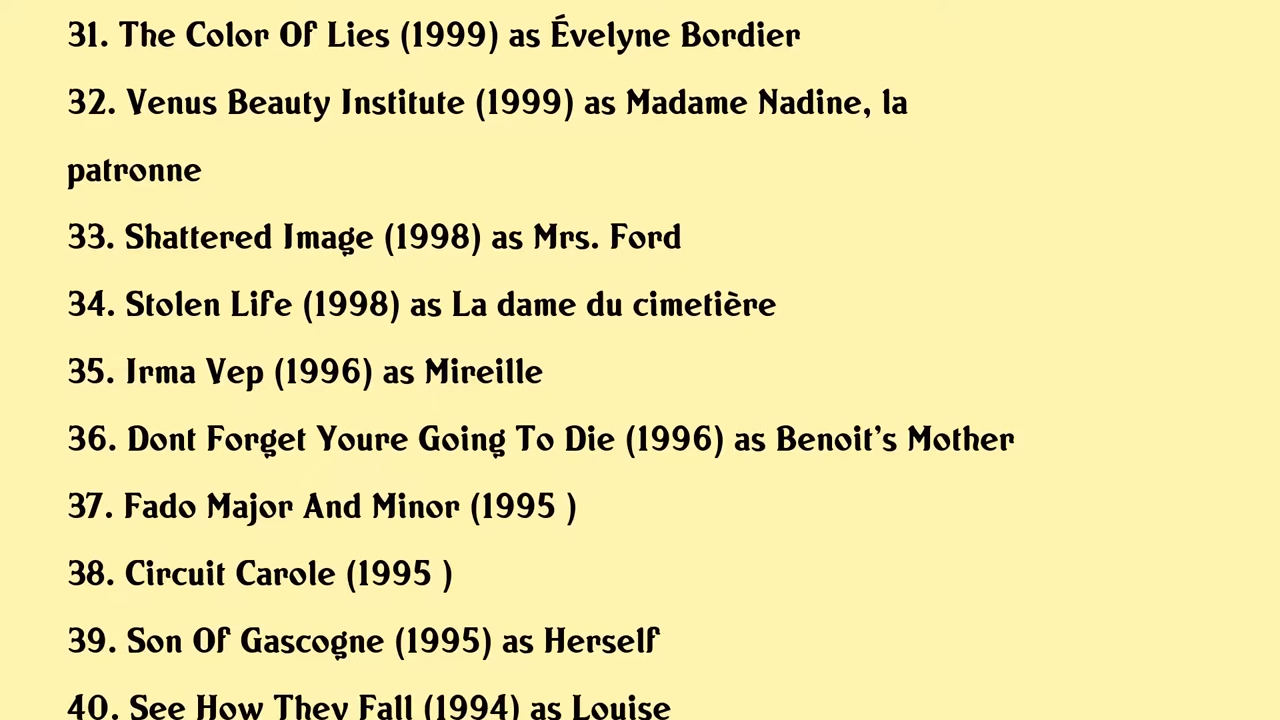 31. The Color Of Lies (1999) as Évelyne Bordier
32. Venus Beauty Institute (1999) as Madame Nadine, la
patronne
33. Shattered Image (1998) as Mrs. Ford
34. Stolen Life (1998) as La dame du cimetière
35. Irma Vep (1996) as Mireille
36. Dont Forget Youre Going To Die (1996) as Benoit's Mother
37. Fado Major And Minor (1995 )
38. Circuit Carole (1995 )
39. Son Of Gascogne (1995) as Herself
40. See How They Fall (1994) as Louise